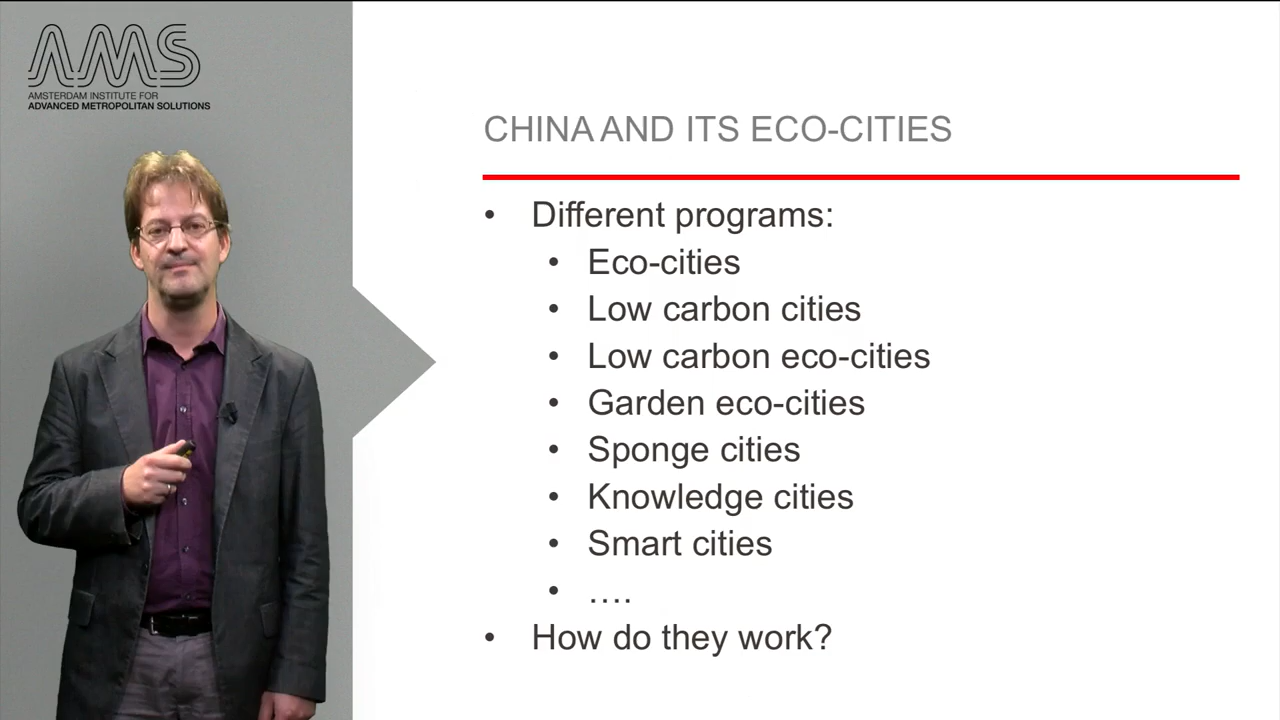 AMS
AMSTERDAM INSTITUTE FOR
ADVANCED METROPOLITAN SOLUTIONS
CHINA AND ITS ECO-CITIES
• Different programs:
• Eco-cities
• Low carbon cities
• Low carbon eco-cities
• Garden eco-cities
• Sponge cities
• Knowledge cities
• Smart cities
• ….
• How do they work?